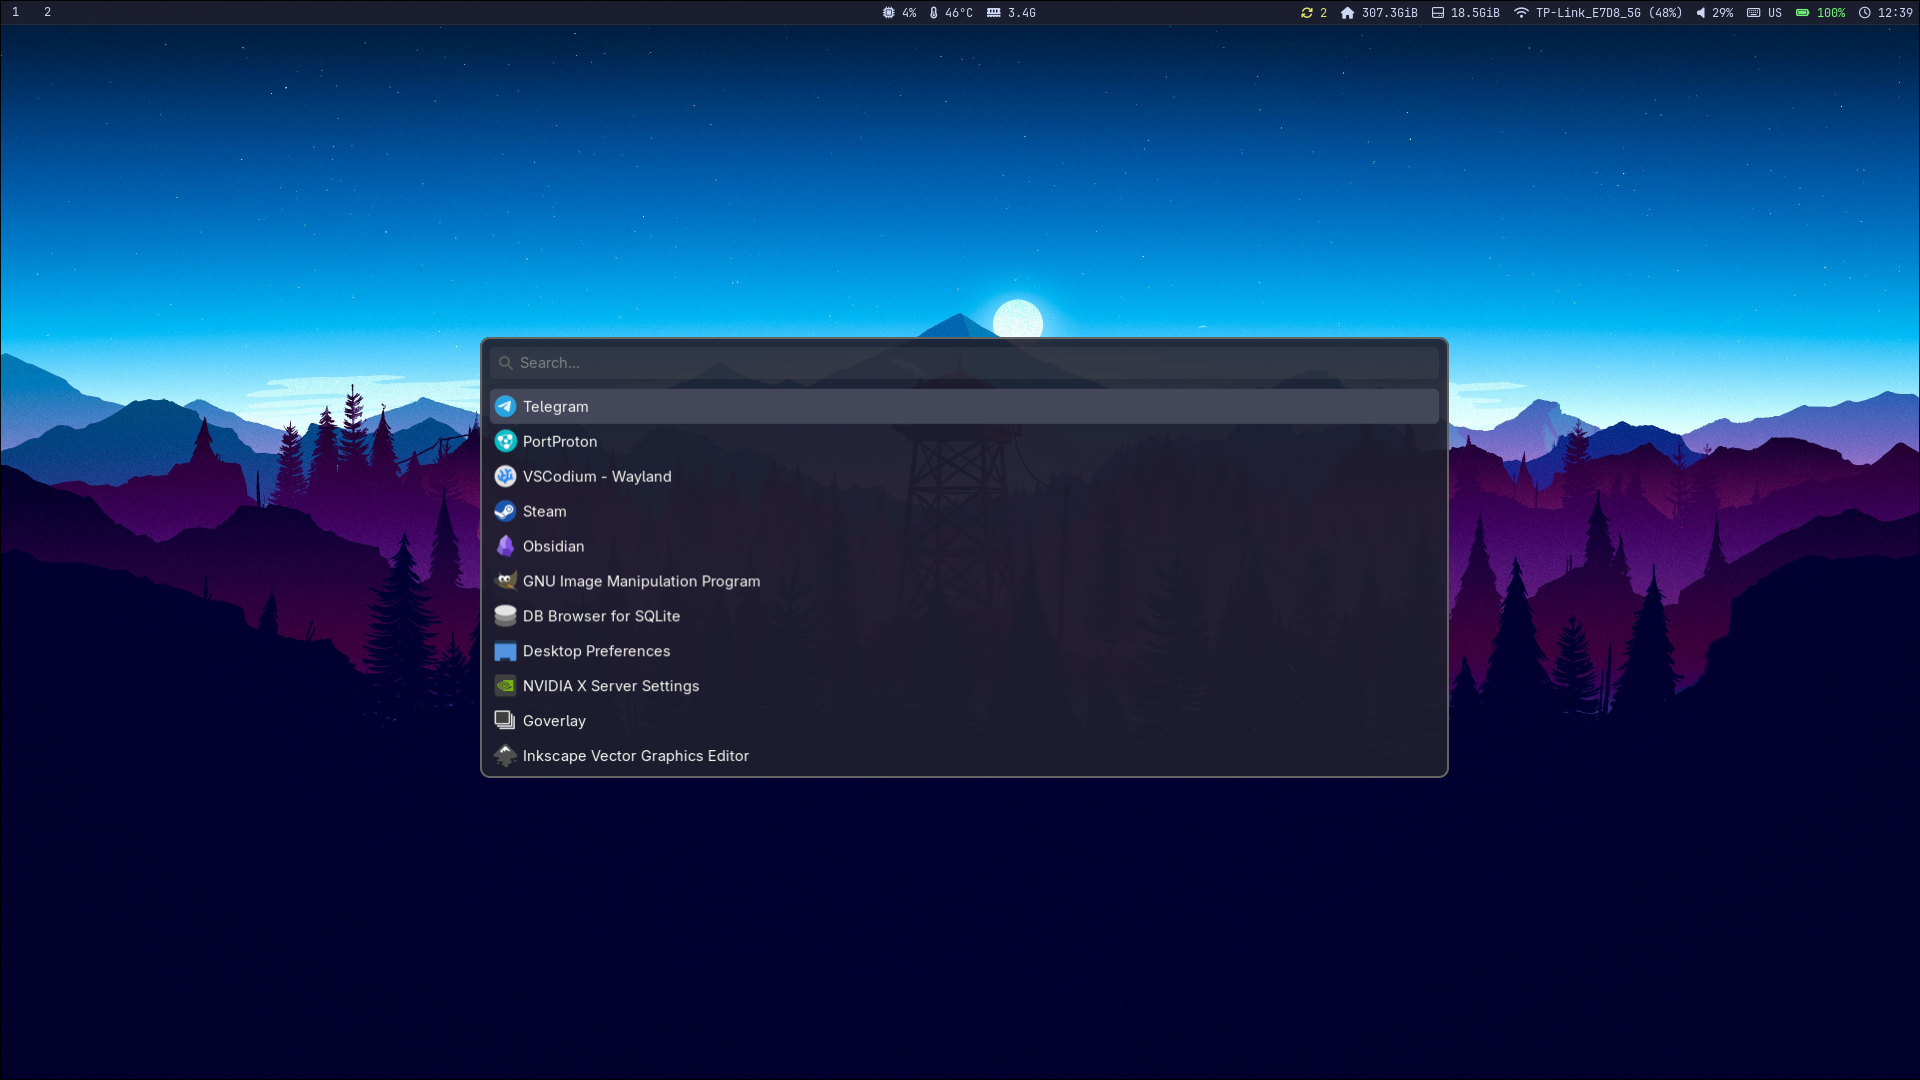 1 2 4% 46°C 3.4G 2 307.3GiB 18.5GiB TP-Link_E7D8_5G (48%) 29% US 100% 12:39
Search...
Telegram
PortProton
VSCodium - Wayland
Steam
Obsidian
GNU Image Manipulation Program
DB Browser for SQLite
Desktop Preferences
NVIDIA X Server Settings
Goverlay
Inkscape Vector Graphics Editor